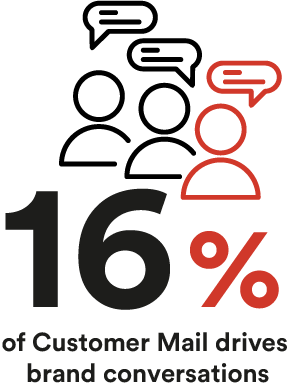 16%
of Customer Mail drives
brand conversations